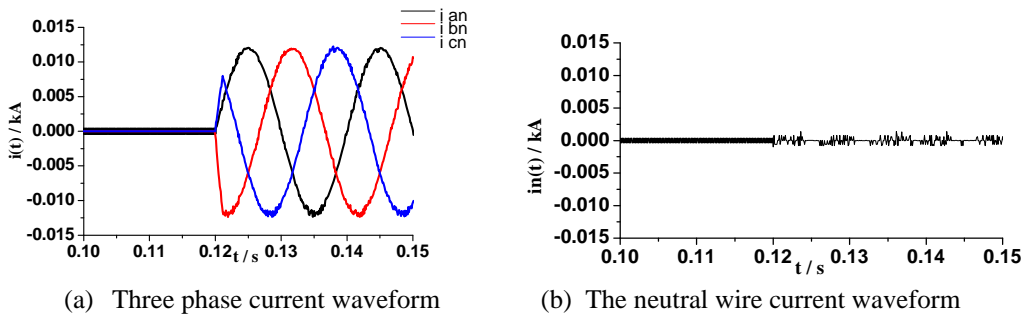 i an
i bn
i cn
0.015
0.010
0.005
0.000
-0.005
-0.010
-0.015
i(t) / kA
0.10 0.11 0.12 0.13 0.14 0.15
t / s
(a) Three phase current waveform
0.015
0.010
0.005
0.000
-0.005
-0.010
-0.015
in(t) / kA
0.10 0.11 0.12 0.13 0.14 0.15
t / s
(b) The neutral wire current waveform